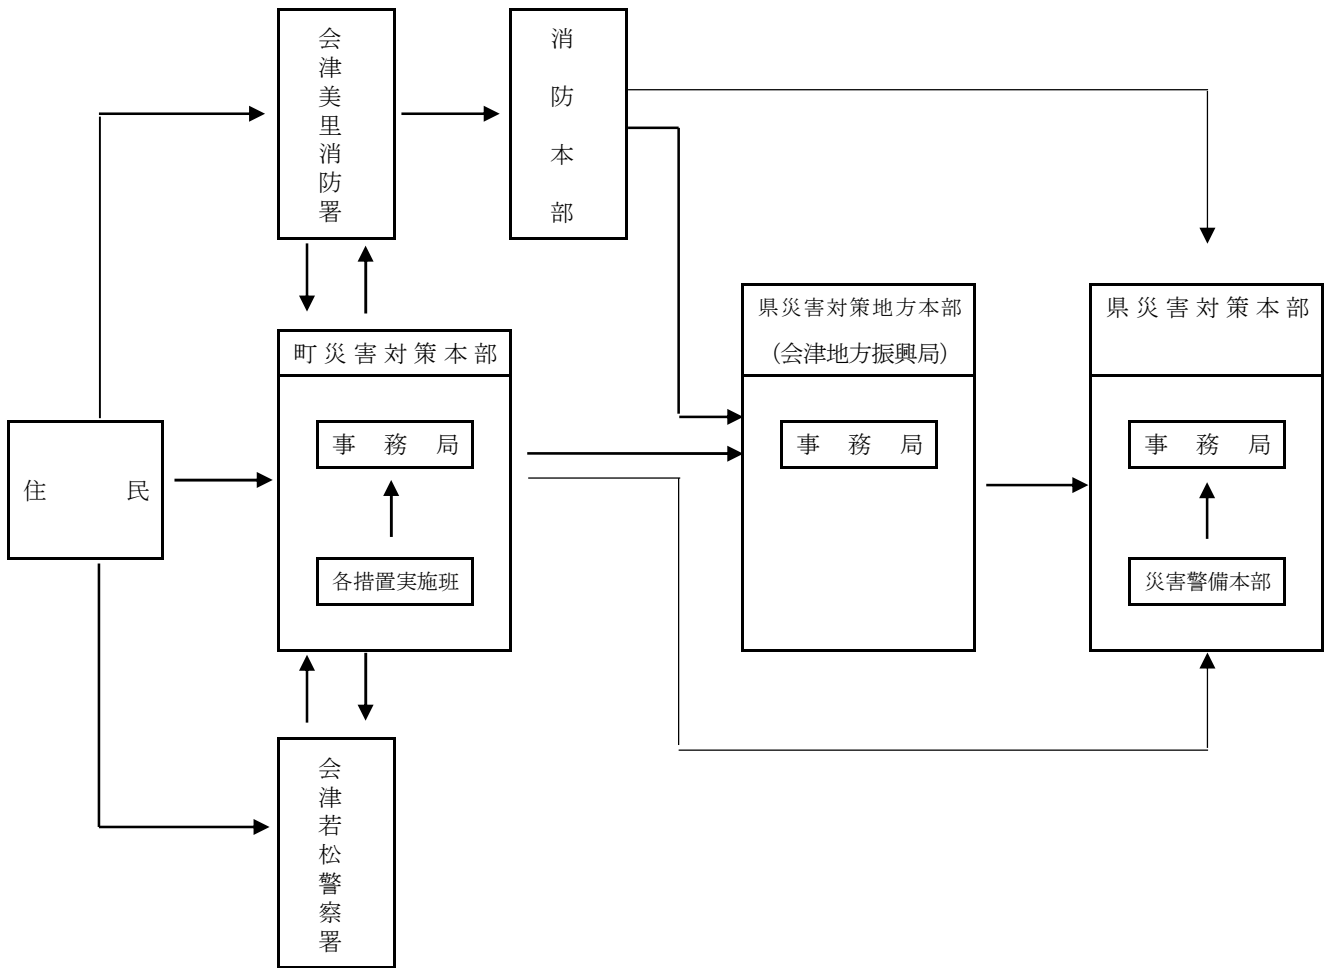 会津美里消防署
消防本部
県災害対策地方本部
（会津地方振興局）
県災害対策本部
町災害対策本部
事務局
事務局
事務局
住民
各措置実施班
災害警備本部
会津若松警察署